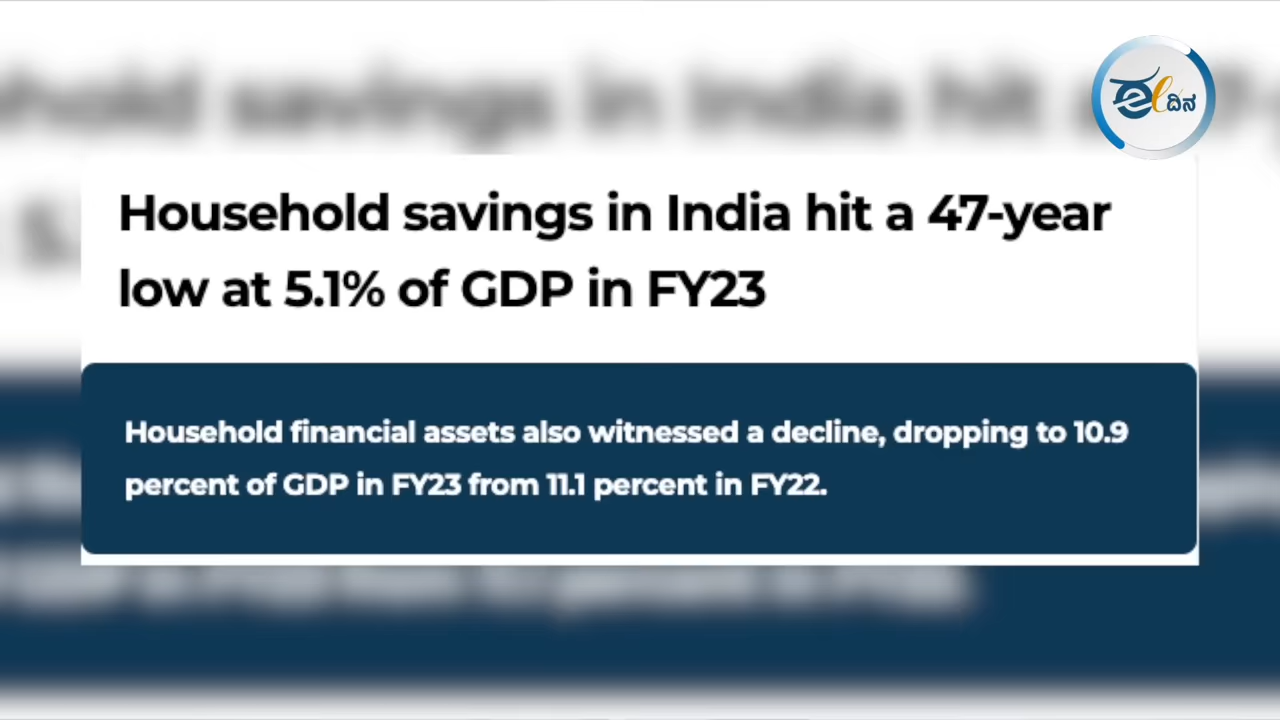 ಈ ದಿನ
Household savings in India hit a 47-year
low at 5.1% of GDP in FY23
Household financial assets also witnessed a decline, dropping to 10.9
percent of GDP in FY23 from 11.1 percent in FY22.